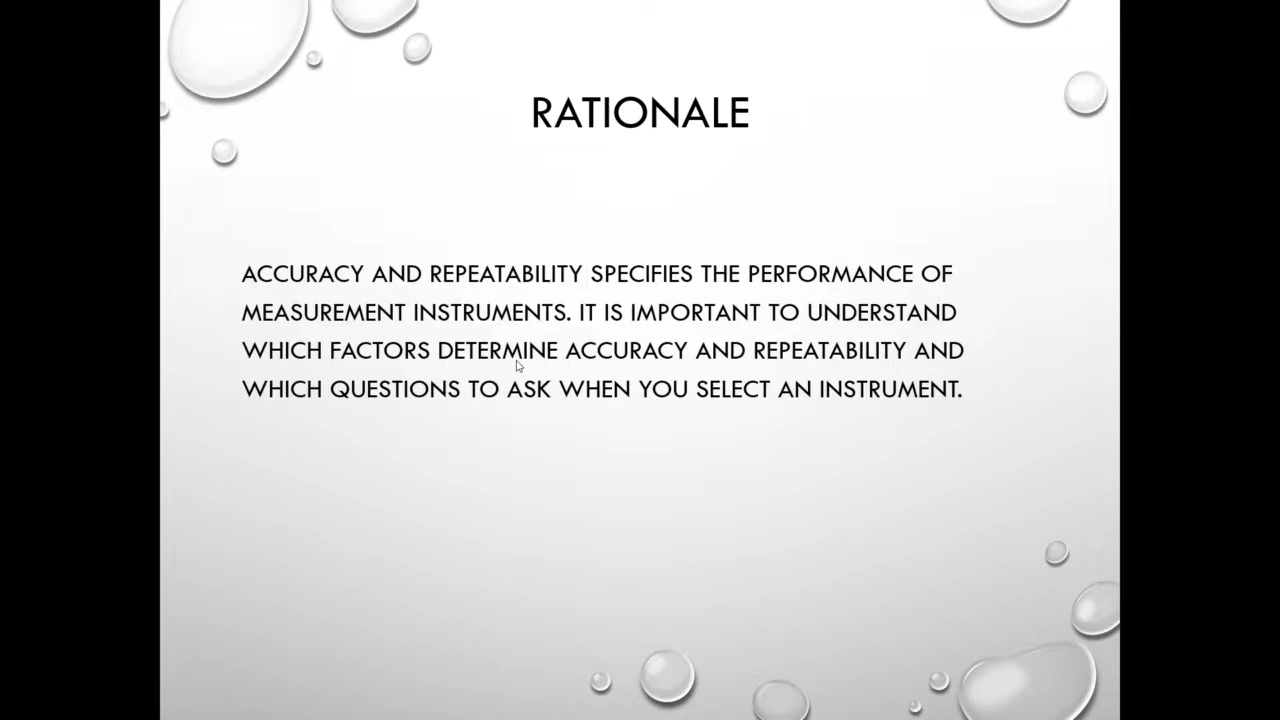 RATIONALE
ACCURACY AND REPEATABILITY SPECIFIES THE PERFORMANCE OF
MEASUREMENT INSTRUMENTS. IT IS IMPORTANT TO UNDERSTAND
WHICH FACTORS DETERMINE ACCURACY AND REPEATABILITY AND
WHICH QUESTIONS TO ASK WHEN YOU SELECT AN INSTRUMENT.